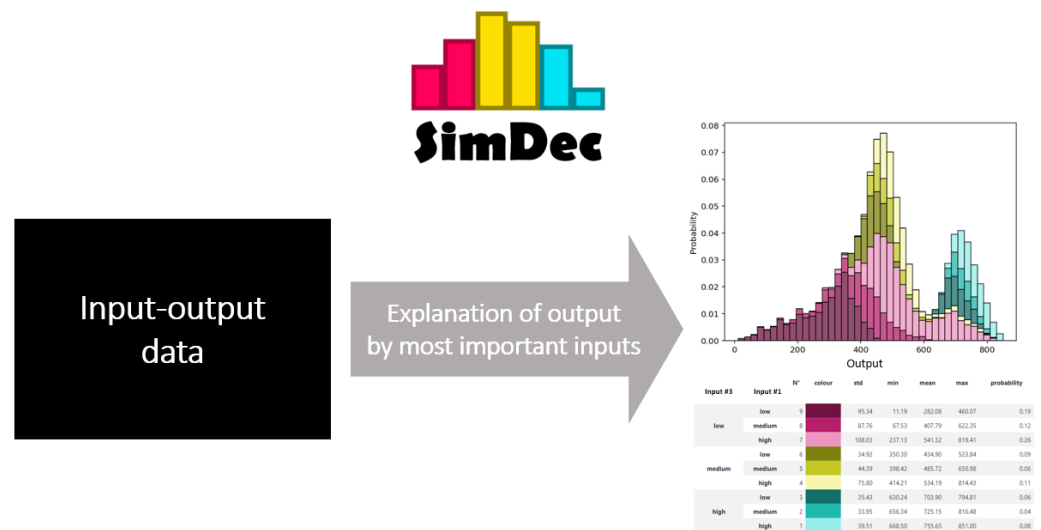 SimDec
Input-output
data
Explanation of output
by most important inputs
Probability
0.08
0.07
0.06
0.05
0.04
0.03
0.02
0.01
0.00
0 200 400 600 800
Output
Input #3 Input #1 N° colour std min mean max probability
low 9 95.34 11.19 282.08 460.07 0.19
low medium 8 87.76 67.53 407.79 622.35 0.12
high 7 108.03 237.13 541.32 819.41 0.26
low 6 34.92 350.30 434.90 523.84 0.09
medium medium 5 44.39 398.42 485.72 650.98 0.06
high 4 75.80 414.21 534.19 814.43 0.11
low 3 35.43 630.24 703.90 794.81 0.06
high medium 2 33.95 656.34 725.15 816.48 0.04
high 1 39.51 668.50 755.65 851.00 0.08